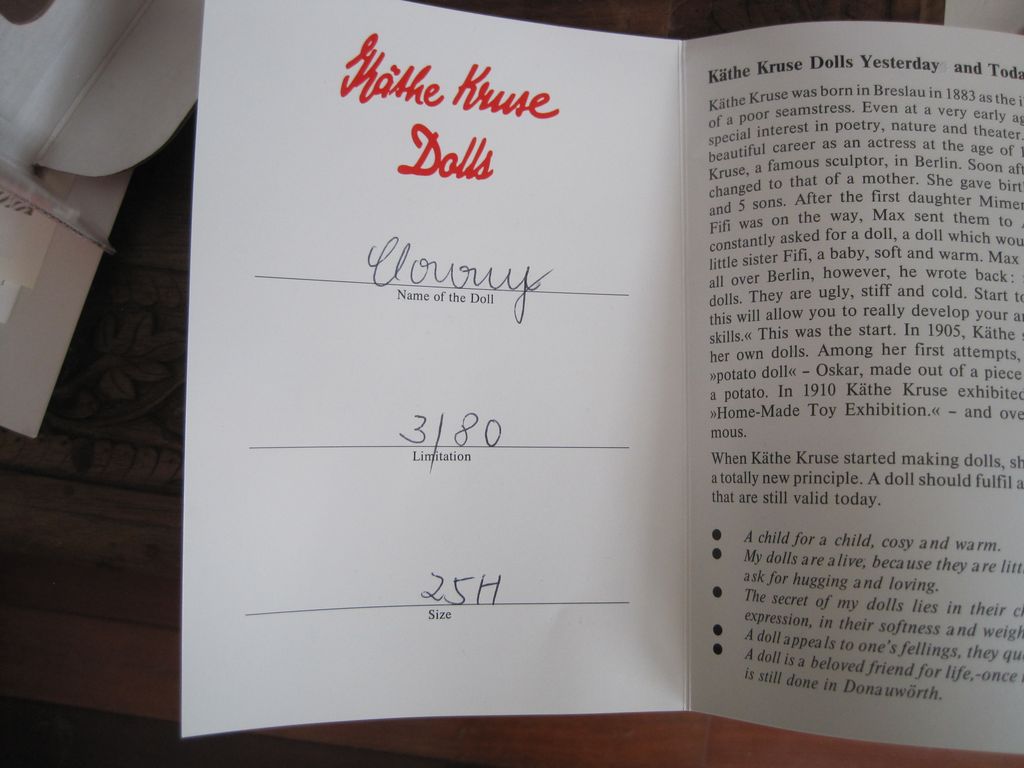 Käthe Kruse
Dolls
Clowny
Name of the Doll
3/80
Limitation
25H
Size
Käthe Kruse Dolls Yesterday and Toda
Käthe Kruse was born in Breslau in 1883 as the i
of a poor seamstress. Even at a very early ag
special interest in poetry, nature and theater.
beautiful career as an actress at the age of 1
Kruse, a famous sculptor, in Berlin. Soon aft
changed to that of a mother. She gave birt
and 5 sons. After the first daughter Mimer
Fifi was on the way, Max sent them to
constantly asked for a doll, a doll which wou
little sister Fifi, a baby, soft and warm. Max
all over Berlin, however, he wrote back:
dolls. They are ugly, stiff and cold. Start to
this will allow you to really develop your ar
skills.« This was the start. In 1905, Käthe
her own dolls. Among her first attempts,
»potato doll« – Oskar, made out of a piece
a potato. In 1910 Käthe Kruse exhibited
»Home-Made Toy Exhibition.« – and ove
mous.
When Käthe Kruse started making dolls, sh
a totally new principle. A doll should fulfil a
that are still valid today.
● A child for a child, cosy and warm.
● My dolls are alive, because they are litt
ask for hugging and loving.
● The secret of my dolls lies in their ch
expression, in their softness and weigh
● A doll appeals to one's fellings, they qu
● A doll is a beloved friend for life,-once
is still done in Donauwörth.